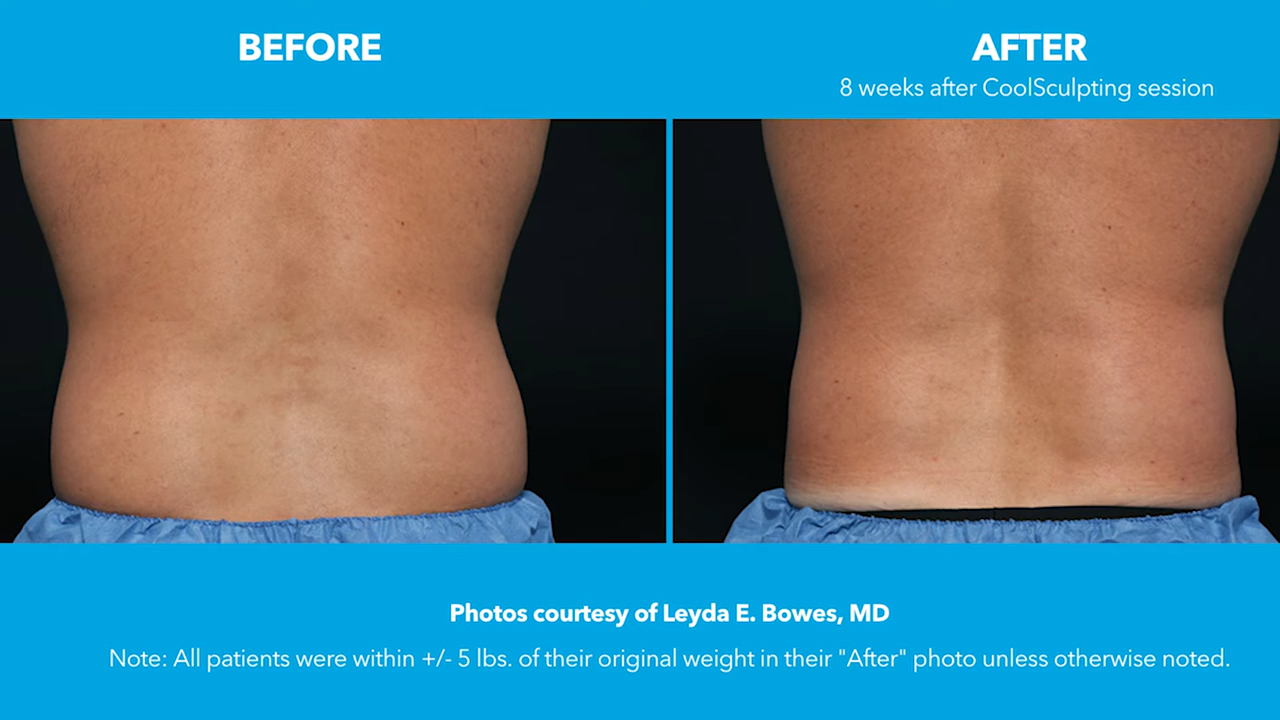 BEFORE
AFTER
8 weeks after CoolSculpting session
Photos courtesy of Leyda E. Bowes, MD
Note: All patients were within +/- 5 lbs. of their original weight in their "After" photo unless otherwise noted.